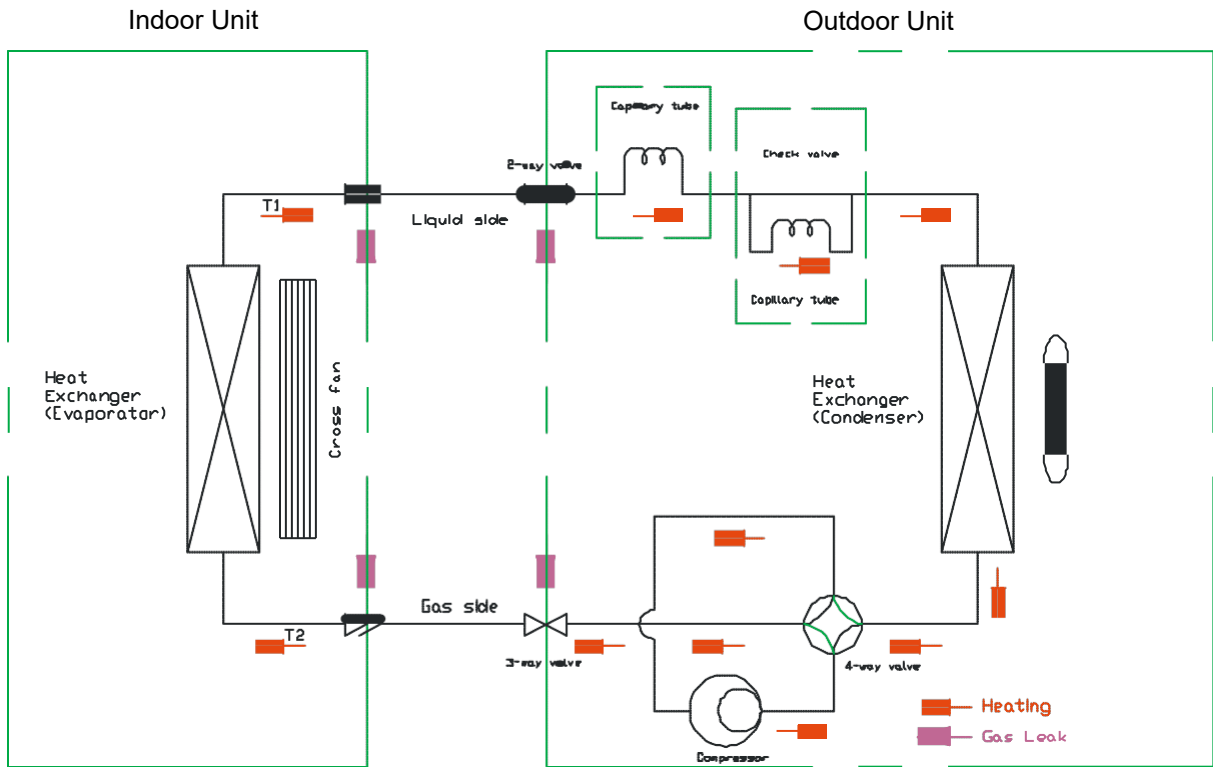 Indoor Unit
Outdoor Unit
Capillary tube
Check valve
2-way valve
T1
Liquid side
Capillary tube
Heat
Exchanger
(Evaporator)
Cross fan
Heat
Exchanger
(Condenser)
Gas side
T2
3-way valve
4-way valve
Heating
Gas Leak
Compressor